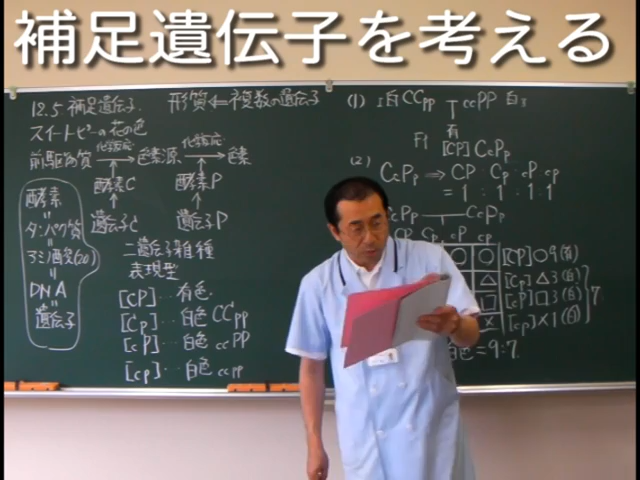 補足遺伝子を考える
12.5 補足遺伝子. 形質⇐複数の遺伝子
スイートピーの花の色
化学反応 化学反応
前駆物質→色素源→色素
酵素C 酵素P
遺伝子C 遺伝子P
酵素
タンパク質
アミノ酸(20)
DNA
遺伝子
二遺伝子雑種
表現型
[CP]…有色
[Cp]…白色 CCpp
[cP]…白色 ccPP
[cp]…白色 ccpp
(1) 白 CCpp ccPP 白
有
F1 [CP] CcPp
(2)
CcPp ⇒ CP Cp cP cp
= 1 : 1 : 1 : 1
CcPp
CP Cp cP cp
[CP] ○ 9 (有)
[Cp] △ 3 (白)
[cP] □ 3 (白) 7
[cp] × 1 (白)
白色 = 9:7.